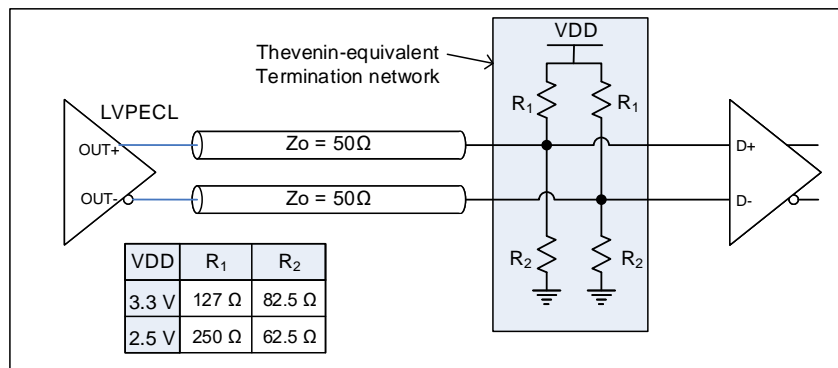 VDD
Thevenin-equivalent
Termination network
R₁ R₁
LVPECL
OUT+ Zo = 50Ω D+
OUT- Zo = 50Ω D-
R₂ R₂
VDD R₁ R₂
3.3 V 127 Ω 82.5 Ω
2.5 V 250 Ω 62.5 Ω